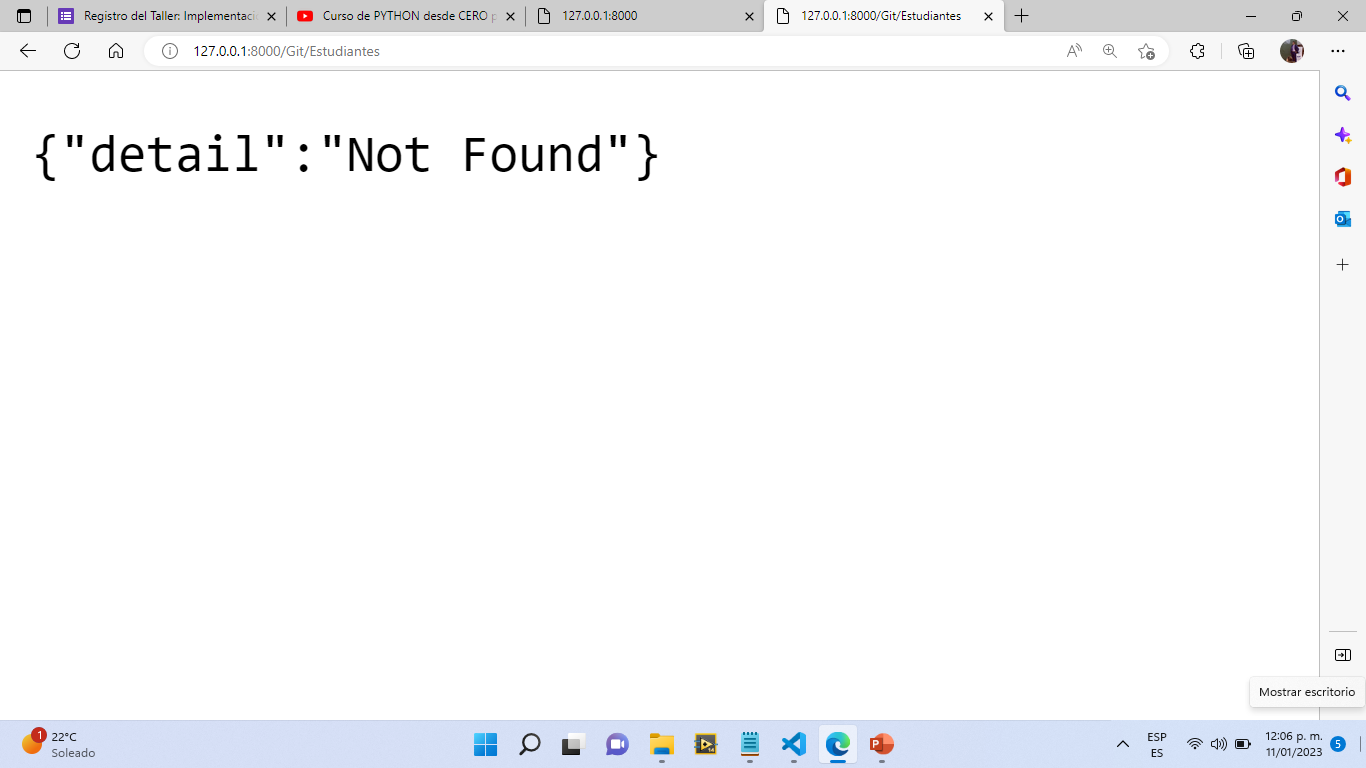 Registro del Taller: Implementaci
Curso de PYTHON desde CERO p
127.0.0.1:8000
127.0.0.1:8000/Git/Estudiantes
127.0.0.1:8000/Git/Estudiantes
{"detail":"Not Found"}
Mostrar escritorio
1
22°C
Soleado
ESP
ES
12:06 p. m.
11/01/2023
5